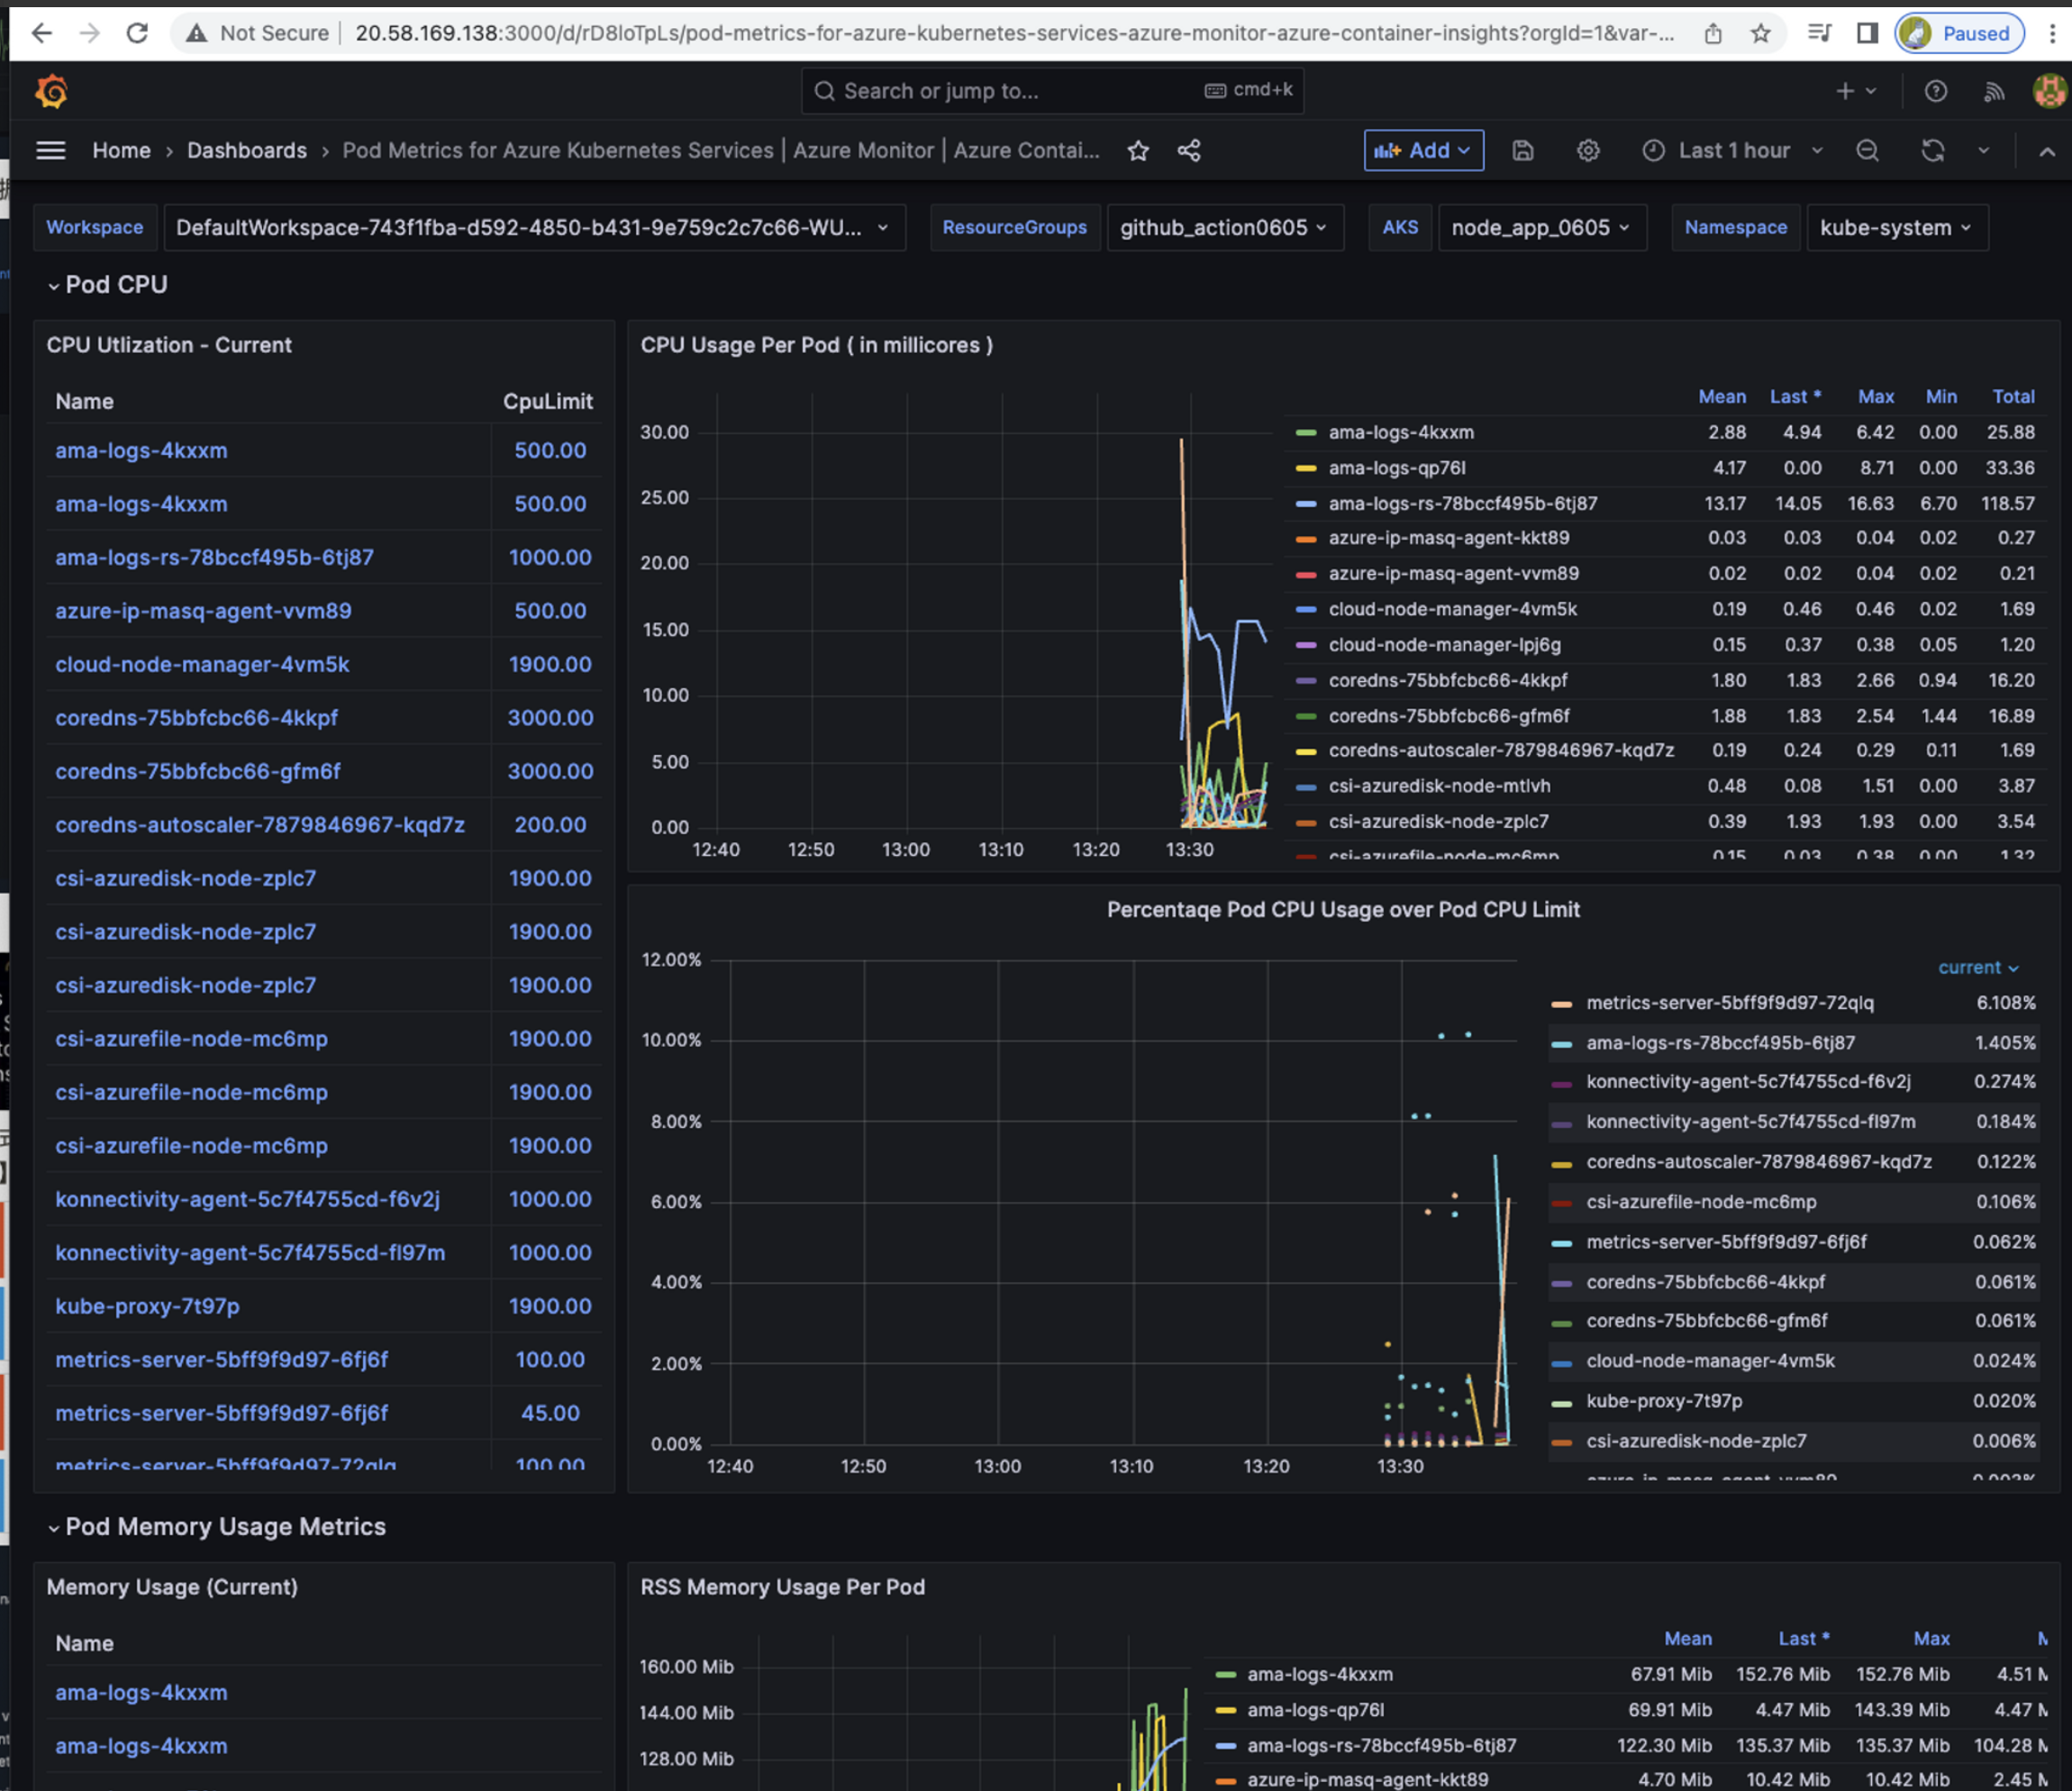 Not Secure
20.58.169.138:3000/d/rD8loTpLs/pod-metrics-for-azure-kubernetes-services-azure-monitor-azure-container-insights?orgId=1&var-...
Paused
Search or jump to...
cmd+k
Home › Dashboards › Pod Metrics for Azure Kubernetes Services | Azure Monitor | Azure Contai...
Add
Last 1 hour
Workspace DefaultWorkspace-743f1fba-d592-4850-b431-9e759c2c7c66-WU...
ResourceGroups github_action0605
AKS node_app_0605
Namespace kube-system
Pod CPU
CPU Utlization - Current
Name CpuLimit
ama-logs-4kxxm 500.00
ama-logs-4kxxm 500.00
ama-logs-rs-78bccf495b-6tj87 1000.00
azure-ip-masq-agent-vvm89 500.00
cloud-node-manager-4vm5k 1900.00
coredns-75bbfcbc66-4kkpf 3000.00
coredns-75bbfcbc66-gfm6f 3000.00
coredns-autoscaler-7879846967-kqd7z 200.00
csi-azuredisk-node-zplc7 1900.00
csi-azuredisk-node-zplc7 1900.00
csi-azuredisk-node-zplc7 1900.00
csi-azurefile-node-mc6mp 1900.00
csi-azurefile-node-mc6mp 1900.00
csi-azurefile-node-mc6mp 1900.00
konnectivity-agent-5c7f4755cd-f6v2j 1000.00
konnectivity-agent-5c7f4755cd-fl97m 1000.00
kube-proxy-7t97p 1900.00
metrics-server-5bff9f9d97-6fj6f 100.00
metrics-server-5bff9f9d97-6fj6f 45.00
metrics-server-5bff9f9d97-72qlq 100.00
CPU Usage Per Pod ( in millicores )
30.00
25.00
20.00
15.00
10.00
5.00
0.00
12:40 12:50 13:00 13:10 13:20 13:30
Mean Last * Max Min Total
ama-logs-4kxxm 2.88 4.94 6.42 0.00 25.88
ama-logs-qp76l 4.17 0.00 8.71 0.00 33.36
ama-logs-rs-78bccf495b-6tj87 13.17 14.05 16.63 6.70 118.57
azure-ip-masq-agent-kkt89 0.03 0.03 0.04 0.02 0.27
azure-ip-masq-agent-vvm89 0.02 0.02 0.04 0.02 0.21
cloud-node-manager-4vm5k 0.19 0.46 0.46 0.02 1.69
cloud-node-manager-lpj6g 0.15 0.37 0.38 0.05 1.20
coredns-75bbfcbc66-4kkpf 1.80 1.83 2.66 0.94 16.20
coredns-75bbfcbc66-gfm6f 1.88 1.83 2.54 1.44 16.89
coredns-autoscaler-7879846967-kqd7z 0.19 0.24 0.29 0.11 1.69
csi-azuredisk-node-mtlvh 0.48 0.08 1.51 0.00 3.87
csi-azuredisk-node-zplc7 0.39 1.93 1.93 0.00 3.54
csi-azurefile-node-mc6mp 0.15 0.03 0.38 0.00 1.32
Percentaqe Pod CPU Usage over Pod CPU Limit
12.00%
10.00%
8.00%
6.00%
4.00%
2.00%
0.00%
12:40 12:50 13:00 13:10 13:20 13:30
current
metrics-server-5bff9f9d97-72qlq 6.108%
ama-logs-rs-78bccf495b-6tj87 1.405%
konnectivity-agent-5c7f4755cd-f6v2j 0.274%
konnectivity-agent-5c7f4755cd-fl97m 0.184%
coredns-autoscaler-7879846967-kqd7z 0.122%
csi-azurefile-node-mc6mp 0.106%
metrics-server-5bff9f9d97-6fj6f 0.062%
coredns-75bbfcbc66-4kkpf 0.061%
coredns-75bbfcbc66-gfm6f 0.061%
cloud-node-manager-4vm5k 0.024%
kube-proxy-7t97p 0.020%
csi-azuredisk-node-zplc7 0.006%
azure-ip-masq-agent-vvm89
Pod Memory Usage Metrics
Memory Usage (Current)
Name
ama-logs-4kxxm
ama-logs-4kxxm
RSS Memory Usage Per Pod
160.00 Mib
144.00 Mib
128.00 Mib
Mean Last * Max
ama-logs-4kxxm 67.91 Mib 152.76 Mib 152.76 Mib 4.51
ama-logs-qp76l 69.91 Mib 4.47 Mib 143.39 Mib 4.47
ama-logs-rs-78bccf495b-6tj87 122.30 Mib 135.37 Mib 135.37 Mib 104.28
azure-ip-masq-agent-kkt89 4.70 Mib 10.42 Mib 10.42 Mib 2.45